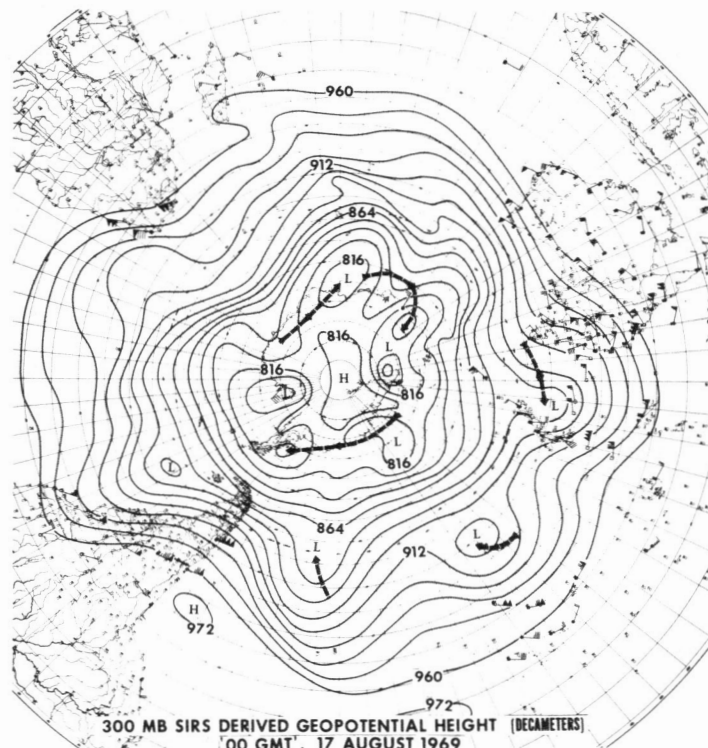 960
912
864
816
L
816
816
L
H
816
816
L
L
L
816
L
864
L
912
L
H
972
960
972
300 MB SIRS DERIVED GEOPOTENTIAL HEIGHT (DECAMETERS)
00 GMT, 17 AUGUST 1969